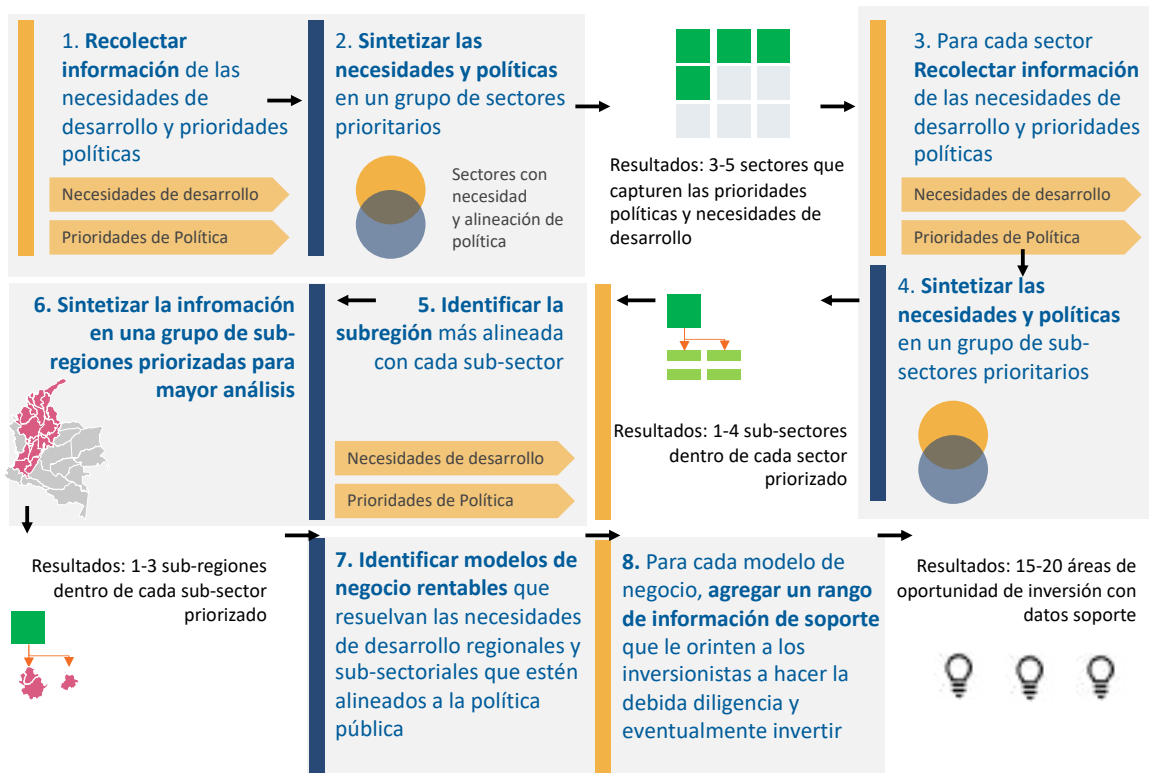 1. Recolectar
información de las
necesidades de
desarrollo y prioridades
políticas
Necesidades de desarrollo
Prioridades de Política
2. Sintetizar las
necesidades y políticas
en un grupo de sectores
prioritarios
Sectores con
necesidad
y alineación de
política
Resultados: 3-5 sectores que
capturen las prioridades
políticas y necesidades de
desarrollo
3. Para cada sector
Recolectar información
de las necesidades de
desarrollo y prioridades
políticas
Necesidades de desarrollo
Prioridades de Política
4. Sintetizar las
necesidades y políticas
en un grupo de sub-
sectores prioritarios
Resultados: 1-4 sub-sectores
dentro de cada sector
priorizado
5. Identificar la
subregión más alineada
con cada sub-sector
Necesidades de desarrollo
Prioridades de Política
6. Sintetizar la infromación
en una grupo de sub-
regiones priorizadas para
mayor análisis
Resultados: 1-3 sub-regiones
dentro de cada sub-sector
priorizado
7. Identificar modelos de
negocio rentables que
resuelvan las necesidades
de desarrollo regionales y
sub-sectoriales que estén
alineados a la política
pública
8. Para cada modelo de
negocio, agregar un rango
de información de soporte
que le orinten a los
inversionistas a hacer la
debida diligencia y
eventualmente invertir
Resultados: 15-20 áreas de
oportunidad de inversión con
datos soporte